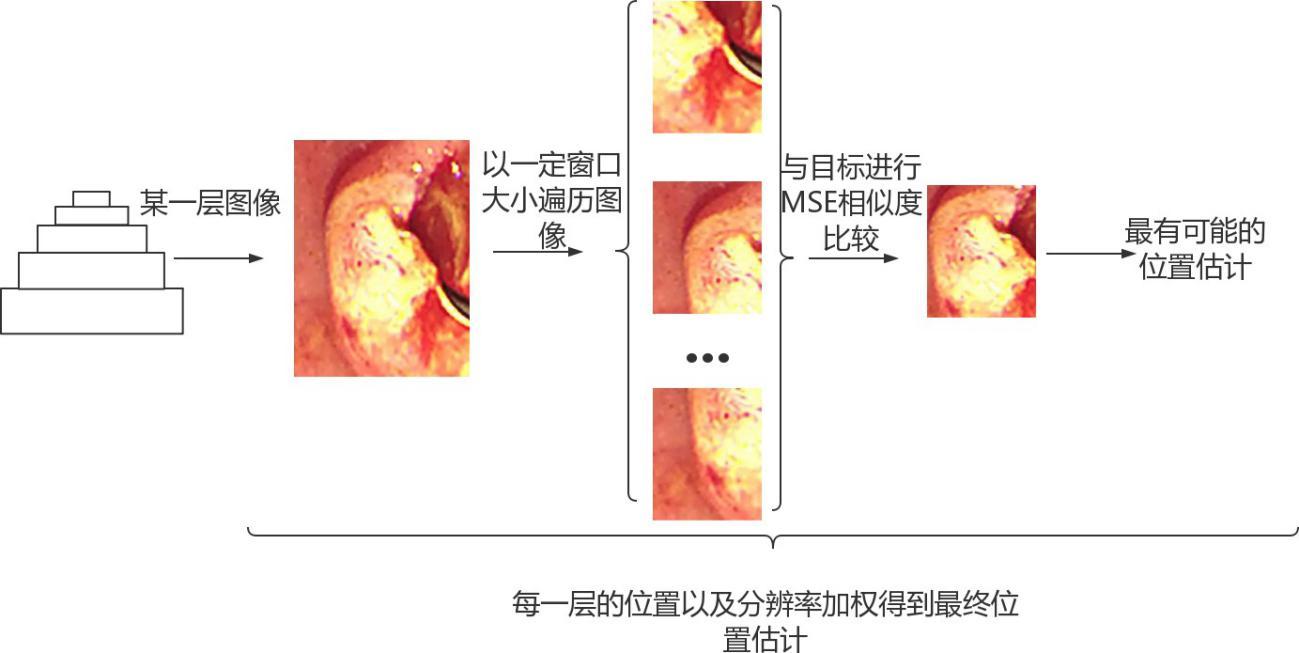 某一层图像
以一定窗口
大小遍历图
像
与目标进行
MSE相似度
比较
最有可能的
位置估计
每一层的位置以及分辨率加权得到最终位
置估计